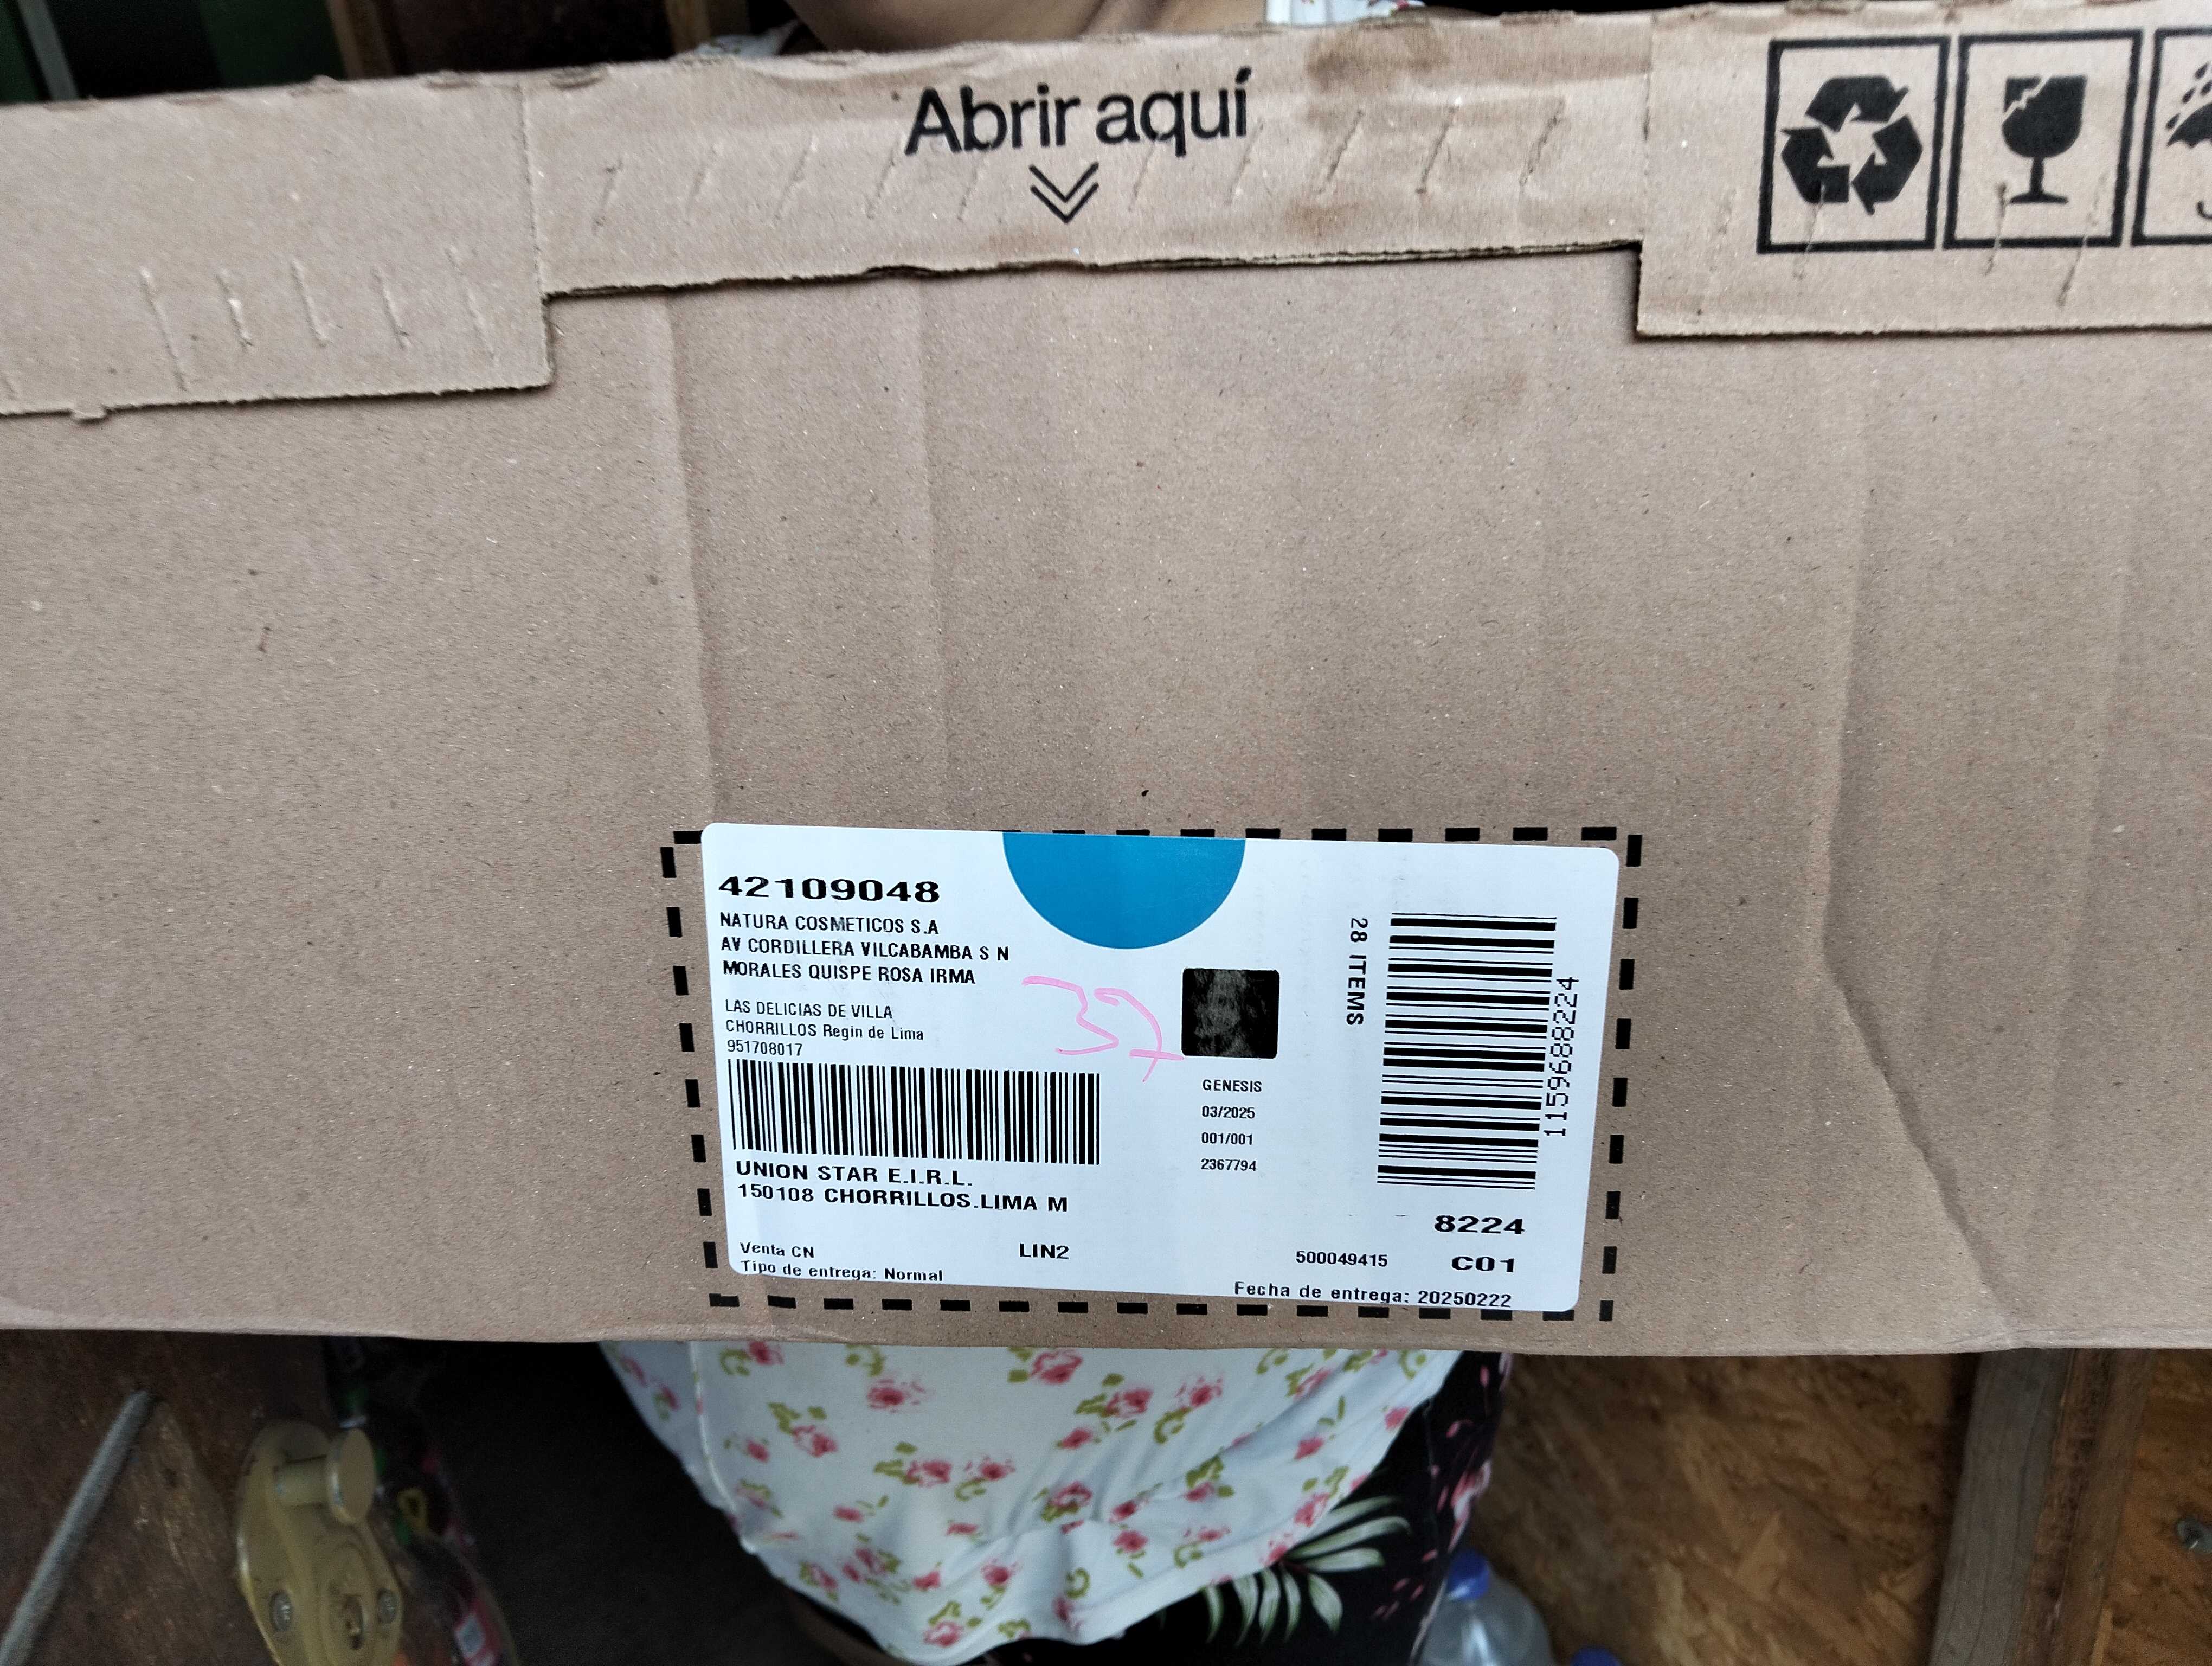 Abrir aquí
42109048
NATURA COSMETICOS S.A
AV CORDILLERA VILCABAMBA S N
MORALES QUISPE ROSA IRMA
LAS DELICIAS DE VILLA
CHORRILLOS Regin de Lima
951708017
37
UNION STAR E.I.R.L.
150108 CHORRILLOS.LIMA M
Venta CN
LIN2
Tipo de entrega: Normal
GENESIS
03/2025
001/001
2367794
28 ITEMS
1159688224
8224
500049415
C01
Fecha de entrega: 20250222